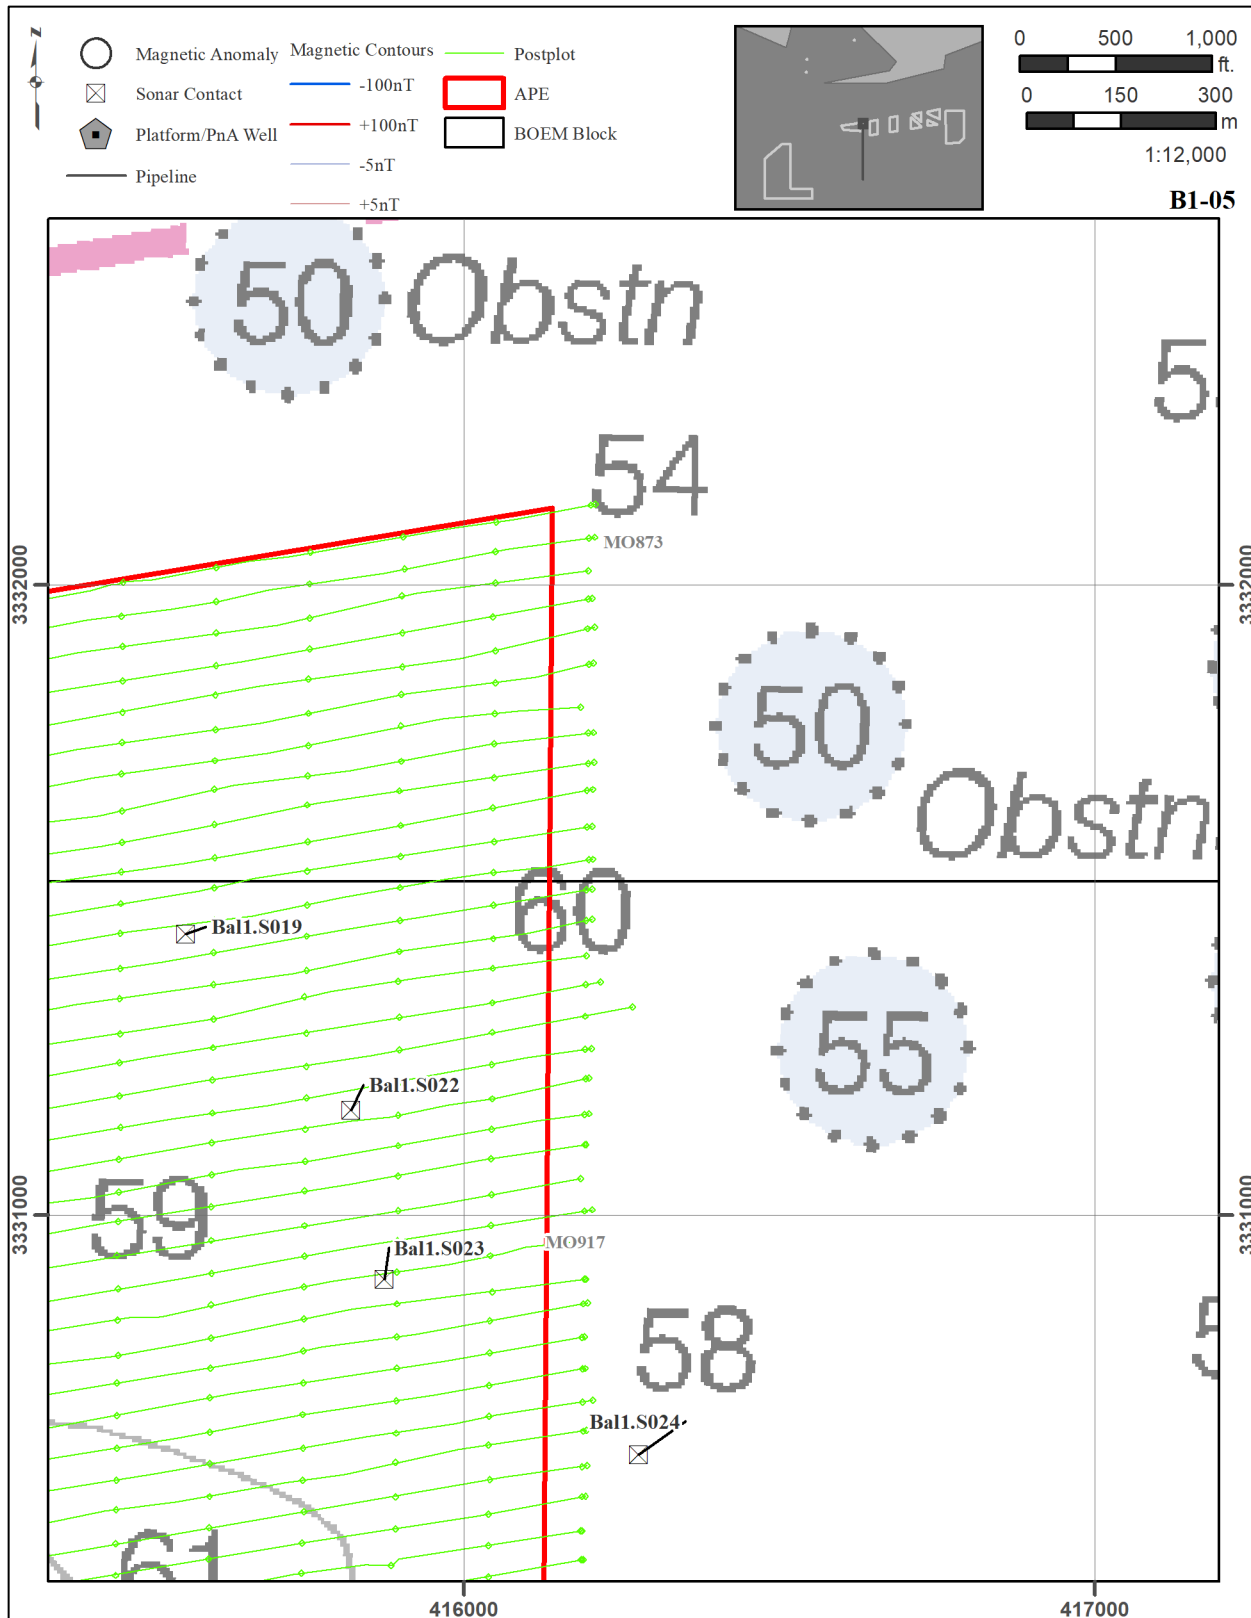 Z
Magnetic Anomaly
Sonar Contact
Platform/PnA Well
Pipeline
Magnetic Contours
-100nT
+100nT
-5nT
+5nT
Postplot
APE
BOEM Block
0 500 1,000
ft.
0 150 300
m
1:12,000
B1-05
50 Obstn
5
54
MO873
3332000
3332000
50
Obstn
60
Bal1.S019
55
Bal1.S022
59
3331000
3331000
Bal1.S023
MO917
58
5
Bal1.S024
61
416000
417000